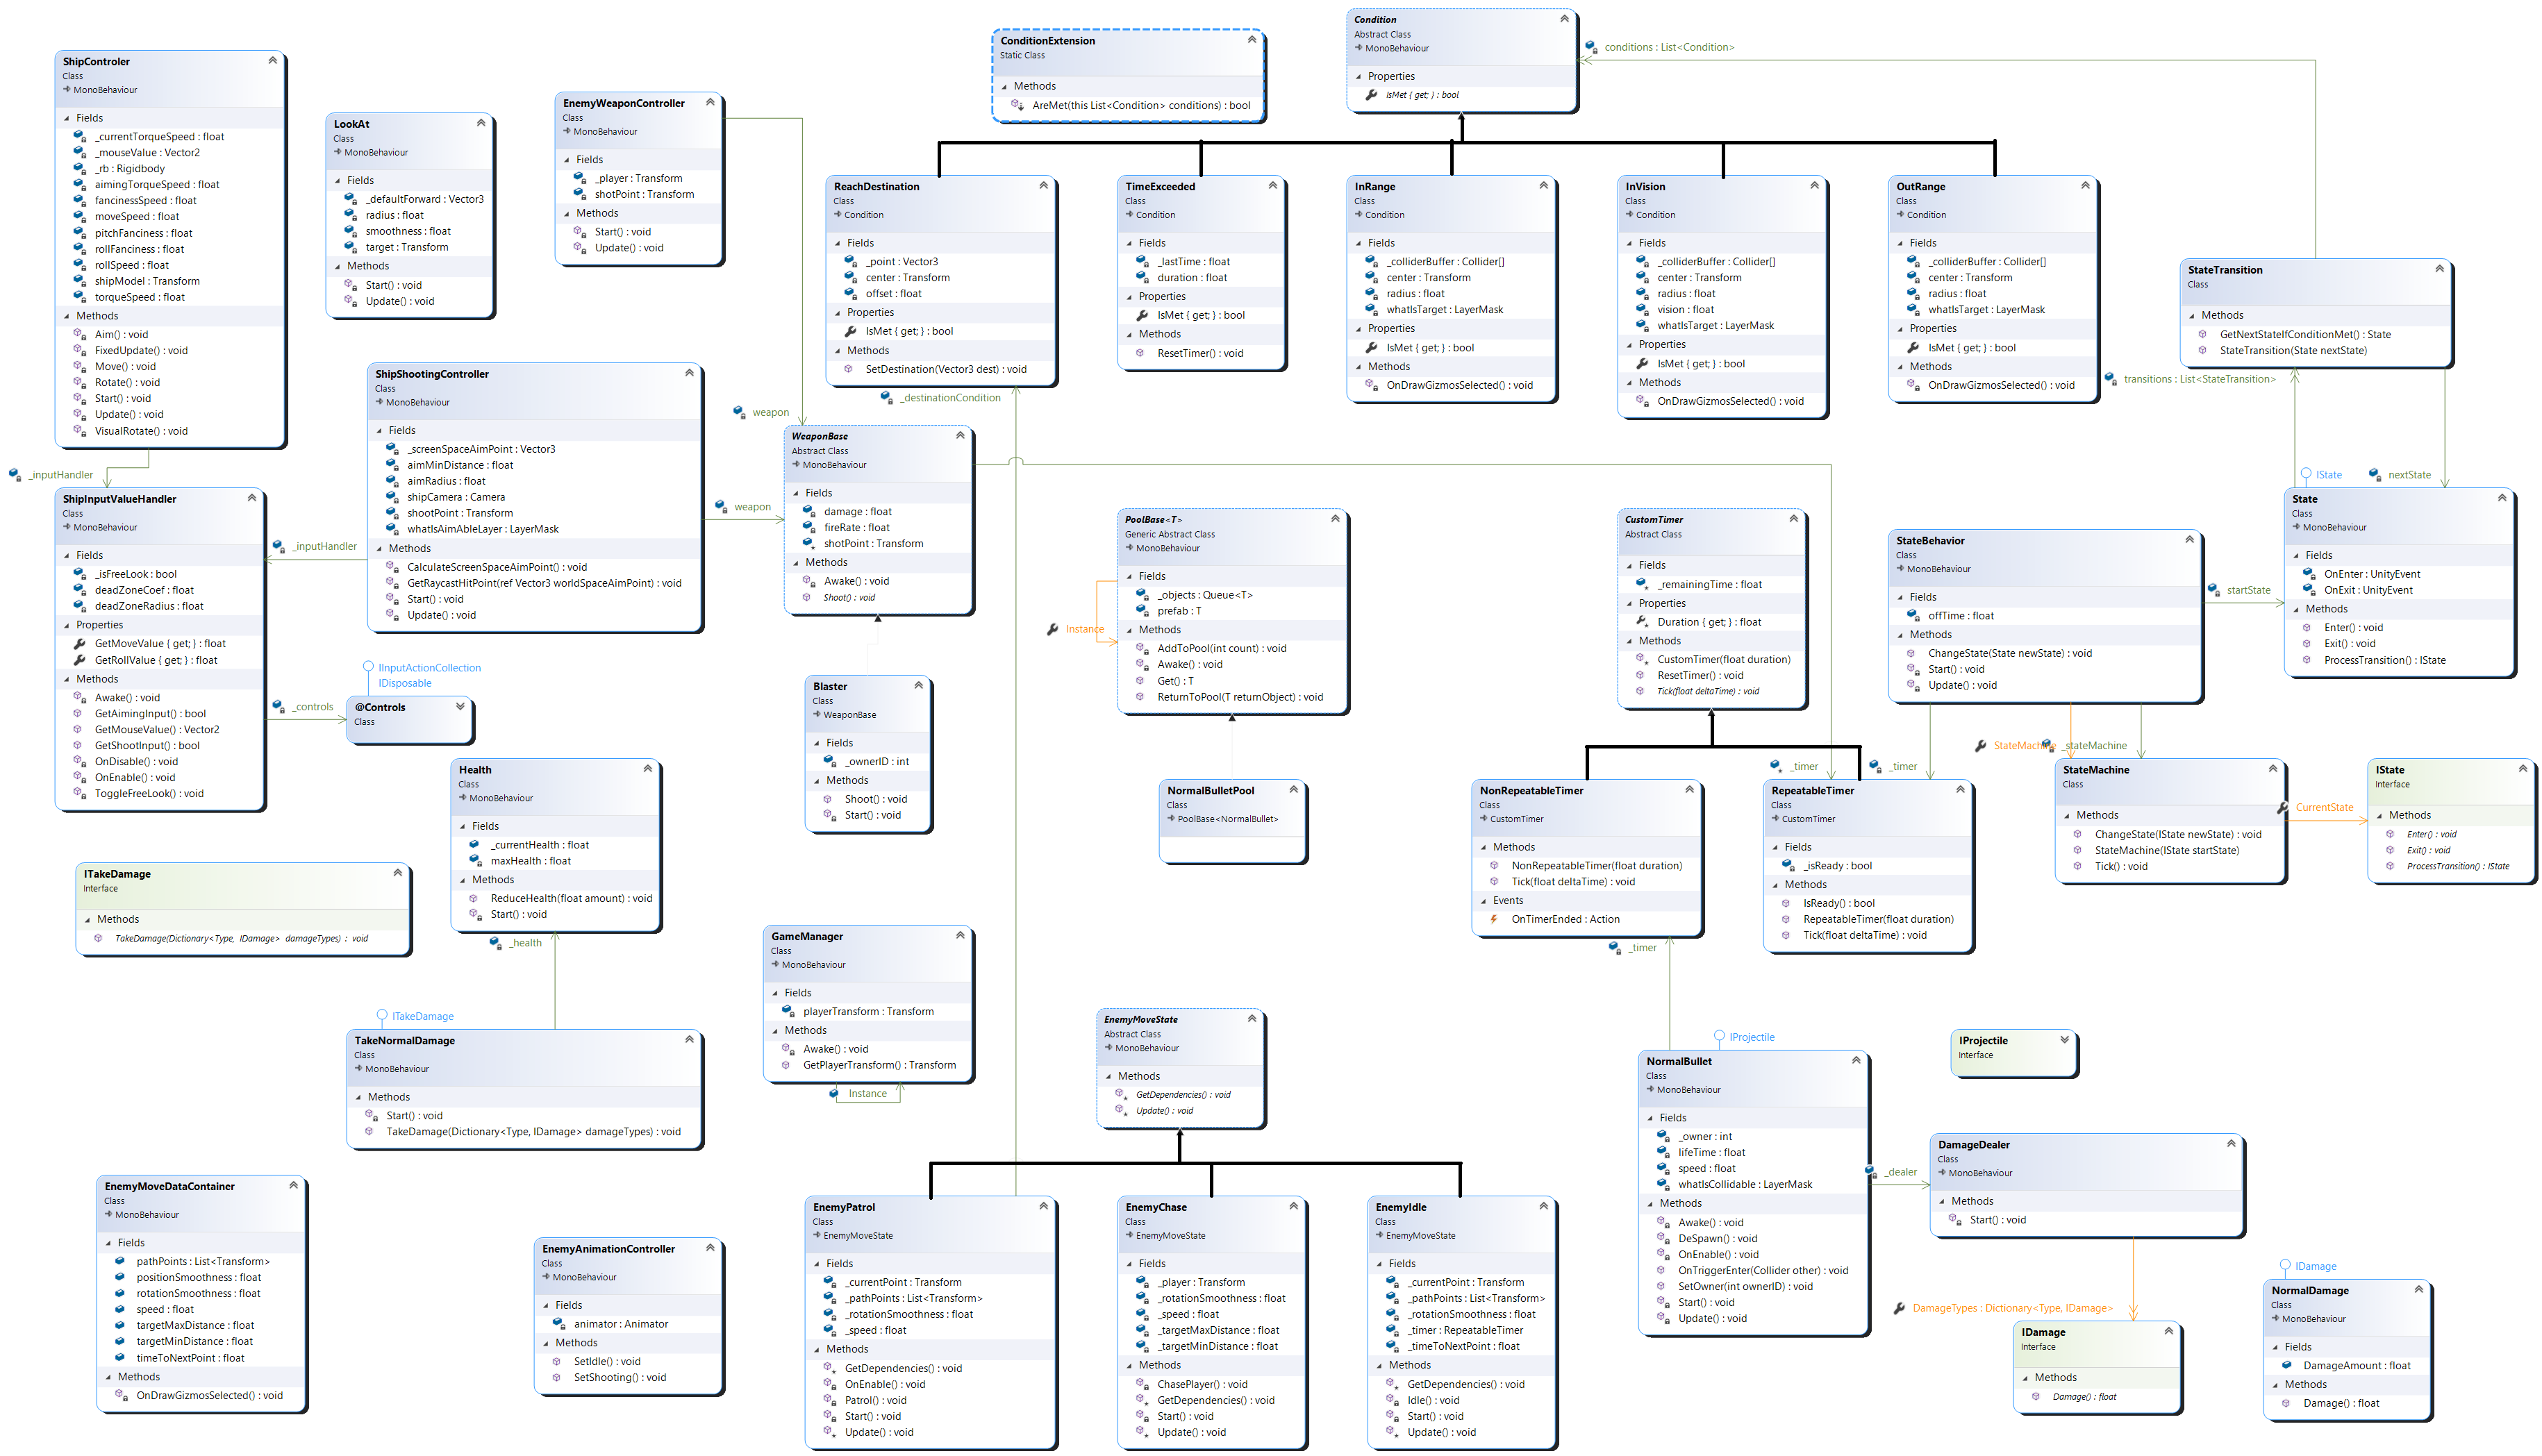 ShipControler
Class
MonoBehaviour
Fields
_currentTorqueSpeed : float
_mouseValue : Vector2
_rb : Rigidbody
aimingTorqueSpeed : float
fancinessSpeed : float
moveSpeed : float
pitchFanciness : float
rollFanciness : float
rollSpeed : float
shipModel : Transform
torqueSpeed : float
Methods
Aim() : void
FixedUpdate() : void
Move() : void
Rotate() : void
Start() : void
Update() : void
VisualRotate() : void
_inputHandler
LookAt
Class
MonoBehaviour
Fields
_defaultForward : Vector3
radius : float
smoothness : float
target : Transform
Methods
Start() : void
Update() : void
EnemyWeaponController
Class
MonoBehaviour
Fields
_player : Transform
shotPoint : Transform
Methods
Start() : void
Update() : void
weapon
ConditionExtension
Static Class
Methods
AreMet(this List<Condition> conditions) : bool
Condition
Abstract Class
MonoBehaviour
Properties
IsMet { get; } : bool
conditions : List<Condition>
ReachDestination
Class
Condition
Fields
_point : Vector3
center : Transform
offset : float
Properties
IsMet { get; } : bool
Methods
SetDestination(Vector3 dest) : void
_destinationCondition
TimeExceeded
Class
Condition
Fields
_lastTime : float
duration : float
Properties
IsMet { get; } : bool
Methods
ResetTimer() : void
InRange
Class
Condition
Fields
_colliderBuffer : Collider[]
center : Transform
radius : float
whatIsTarget : LayerMask
Properties
IsMet { get; } : bool
Methods
OnDrawGizmosSelected() : void
InVision
Class
Condition
Fields
_colliderBuffer : Collider[]
center : Transform
radius : float
vision : float
whatIsTarget : LayerMask
Properties
IsMet { get; } : bool
Methods
OnDrawGizmosSelected() : void
OutRange
Class
Condition
Fields
_colliderBuffer : Collider[]
center : Transform
radius : float
whatIsTarget : LayerMask
Properties
IsMet { get; } : bool
Methods
OnDrawGizmosSelected() : void
StateTransition
Class
Methods
GetNextStateIfConditionMet() : State
StateTransition(State nextState)
transitions : List<StateTransition>
ShipShootingController
Class
MonoBehaviour
Fields
_screenSpaceAimPoint : Vector3
aimMinDistance : float
aimRadius : float
shipCamera : Camera
shootPoint : Transform
whatIsAimAbleLayer : LayerMask
Methods
CalculateScreenSpaceAimPoint() : void
GetRaycastHitPoint(ref Vector3 worldSpaceAimPoint) : void
Start() : void
Update() : void
weapon
_inputHandler
ShipInputValueHandler
Class
MonoBehaviour
Fields
_isFreeLook : bool
deadZoneCoef : float
deadZoneRadius : float
Properties
GetMoveValue { get; } : float
GetRollValue { get; } : float
Methods
Awake() : void
GetAimingInput() : bool
GetMouseValue() : Vector2
GetShootInput() : bool
OnDisable() : void
OnEnable() : void
ToggleFreeLook() : void
_controls
IInputActionCollection
IDisposable
@Controls
Class
WeaponBase
Abstract Class
MonoBehaviour
Fields
damage : float
fireRate : float
shotPoint : Transform
Methods
Awake() : void
Shoot() : void
Blaster
Class
WeaponBase
Fields
_ownerID : int
Methods
Shoot() : void
Start() : void
PoolBase<T>
Generic Abstract Class
MonoBehaviour
Fields
_objects : Queue<T>
prefab : T
Methods
AddToPool(int count) : void
Awake() : void
Get() : T
ReturnToPool(T returnObject) : void
Instance
NormalBulletPool
Class
PoolBase<NormalBullet>
CustomTimer
Abstract Class
Fields
_remainingTime : float
Properties
Duration { get; } : float
Methods
CustomTimer(float duration)
ResetTimer() : void
Tick(float deltaTime) : void
StateBehavior
Class
MonoBehaviour
Fields
offTime : float
Methods
ChangeState(State newState) : void
Start() : void
Update() : void
startState
IState
nextState
State
Class
MonoBehaviour
Fields
OnEnter : UnityEvent
OnExit : UnityEvent
Methods
Enter() : void
Exit() : void
ProcessTransition() : IState
StateMachine
_stateMachine
_timer
_timer
NonRepeatableTimer
Class
CustomTimer
Methods
NonRepeatableTimer(float duration)
Tick(float deltaTime) : void
Events
OnTimerEnded : Action
_timer
RepeatableTimer
Class
CustomTimer
Fields
_isReady : bool
Methods
IsReady() : bool
RepeatableTimer(float duration)
Tick(float deltaTime) : void
StateMachine
Class
Methods
ChangeState(IState newState) : void
StateMachine(IState startState)
Tick() : void
CurrentState
IState
Interface
Methods
Enter() : void
Exit() : void
ProcessTransition() : IState
Health
Class
MonoBehaviour
Fields
_currentHealth : float
maxHealth : float
Methods
ReduceHealth(float amount) : void
Start() : void
_health
ITakeDamage
Interface
Methods
TakeDamage(Dictionary<Type, IDamage> damageTypes) : void
ITakeDamage
TakeNormalDamage
Class
MonoBehaviour
Methods
Start() : void
TakeDamage(Dictionary<Type, IDamage> damageTypes) : void
GameManager
Class
MonoBehaviour
Fields
playerTransform : Transform
Methods
Awake() : void
GetPlayerTransform() : Transform
Instance
EnemyMoveState
Abstract Class
MonoBehaviour
Methods
GetDependencies() : void
Update() : void
EnemyMoveDataContainer
Class
MonoBehaviour
Fields
pathPoints : List<Transform>
positionSmoothness : float
rotationSmoothness : float
speed : float
targetMaxDistance : float
targetMinDistance : float
timeToNextPoint : float
Methods
OnDrawGizmosSelected() : void
EnemyAnimationController
Class
MonoBehaviour
Fields
animator : Animator
Methods
SetIdle() : void
SetShooting() : void
EnemyPatrol
Class
EnemyMoveState
Fields
_currentPoint : Transform
_pathPoints : List<Transform>
_rotationSmoothness : float
_speed : float
Methods
GetDependencies() : void
OnEnable() : void
Patrol() : void
Start() : void
Update() : void
EnemyChase
Class
EnemyMoveState
Fields
_player : Transform
_rotationSmoothness : float
_speed : float
_targetMaxDistance : float
_targetMinDistance : float
Methods
ChasePlayer() : void
GetDependencies() : void
Start() : void
Update() : void
EnemyIdle
Class
EnemyMoveState
Fields
_currentPoint : Transform
_pathPoints : List<Transform>
_rotationSmoothness : float
_timer : RepeatableTimer
_timeToNextPoint : float
Methods
GetDependencies() : void
Idle() : void
Start() : void
Update() : void
IProjectile
NormalBullet
Class
MonoBehaviour
Fields
_owner : int
lifeTime : float
speed : float
whatIsCollidable : LayerMask
Methods
Awake() : void
DeSpawn() : void
OnEnable() : void
OnTriggerEnter(Collider other) : void
SetOwner(int ownerID) : void
Start() : void
Update() : void
_dealer
IProjectile
Interface
DamageDealer
Class
MonoBehaviour
Methods
Start() : void
DamageTypes : Dictionary<Type, IDamage>
IDamage
Interface
Methods
Damage() : float
IDamage
NormalDamage
Class
MonoBehaviour
Fields
DamageAmount : float
Methods
Damage() : float